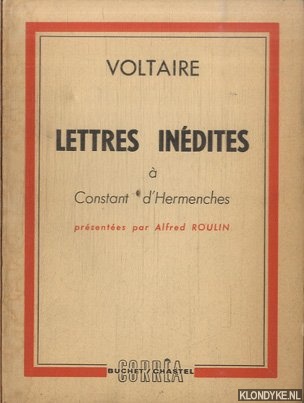 VOLTAIRE
LETTRES INÉDITES
à
Constant d'Hermenches
présentées par Alfred ROULIN
CORRÊA
BUCHET/CHASTEL
KLONDYKE.NL